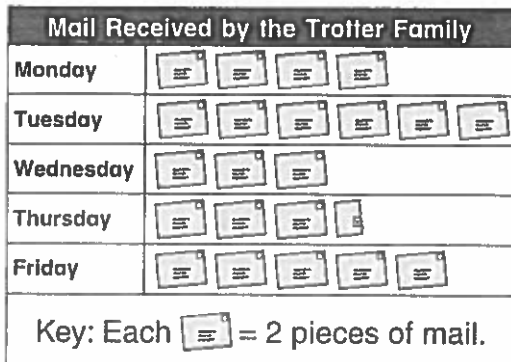 Mail Received by the Trotter Family
Monday
Tuesday
Wednesday
Thursday
Friday
Key: Each = 2 pieces of mail.